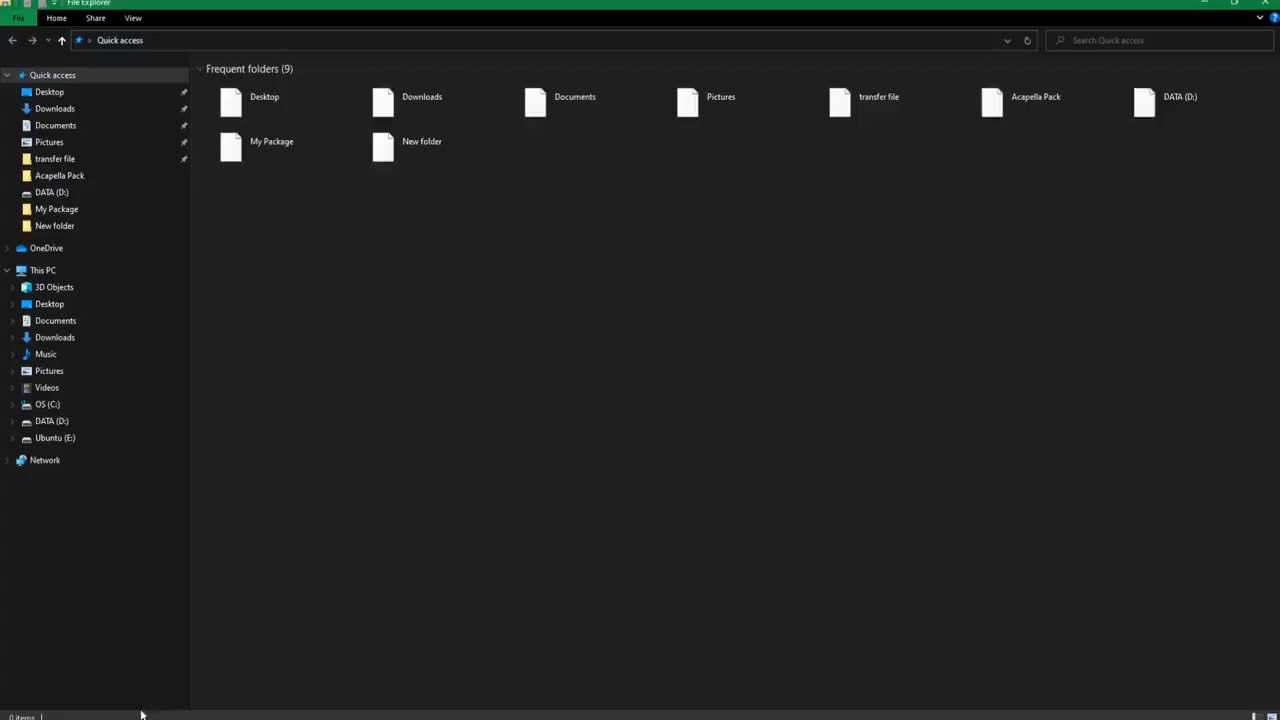 File Explorer
File Home Share View
Quick access
Search Quick access
Quick access
Desktop
Downloads
Documents
Pictures
transfer file
Acapella Pack
DATA (D:)
My Package
New folder
OneDrive
This PC
3D Objects
Desktop
Documents
Downloads
Music
Pictures
Videos
OS (C:)
DATA (D:)
Ubuntu (E:)
Network
Frequent folders (9)
Desktop Downloads Documents Pictures transfer file Acapella Pack DATA (D:)
My Package New folder
0 items